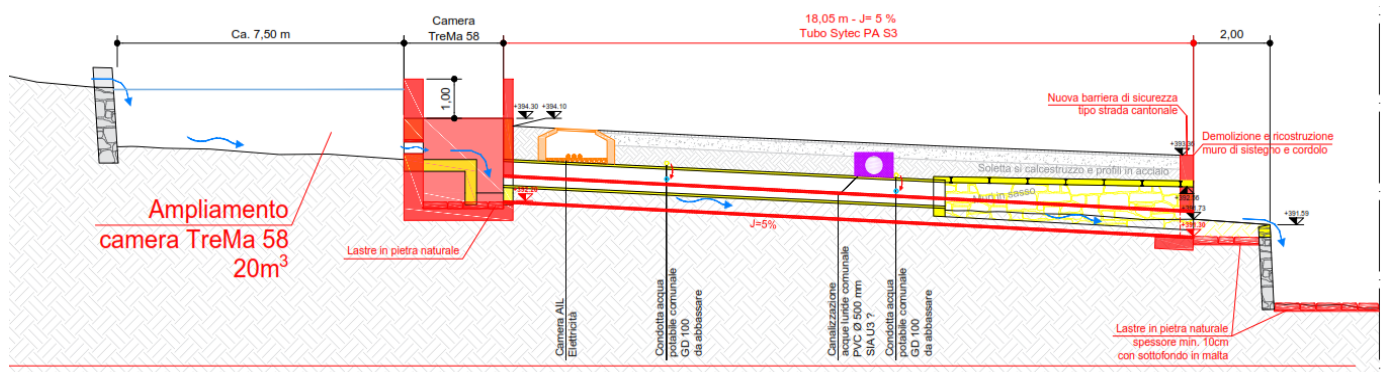 Ca. 7,50 m
Camera
TreMa 58
18,05 m - J= 5 %
Tubo Sytec PA S3
2,00
1,00
+394.30
+394.10
Nuova barriera di sicurezza
tipo strada cantonale
Demolizione e ricostruzione
muro di sistegno e cordolo
+393.36
Soletta si calcestruzzo e profili in acciaio
Muri in sasso
+391.59
J=5%
Ampliamento
camera TreMa 58
20m³
Lastre in pietra naturale
Camera AIL
Elettricità
Condotta acqua
potabile comunale
GD 100
da abbassare
Canalizzazione
acque luride comunale
PVC Ø 500 mm
SIA U3 ?
Condotta acqua
potabile comunale
GD 100
da abbassare
Lastre in pietra naturale
spessore min. 10cm
con sottofondo in malta